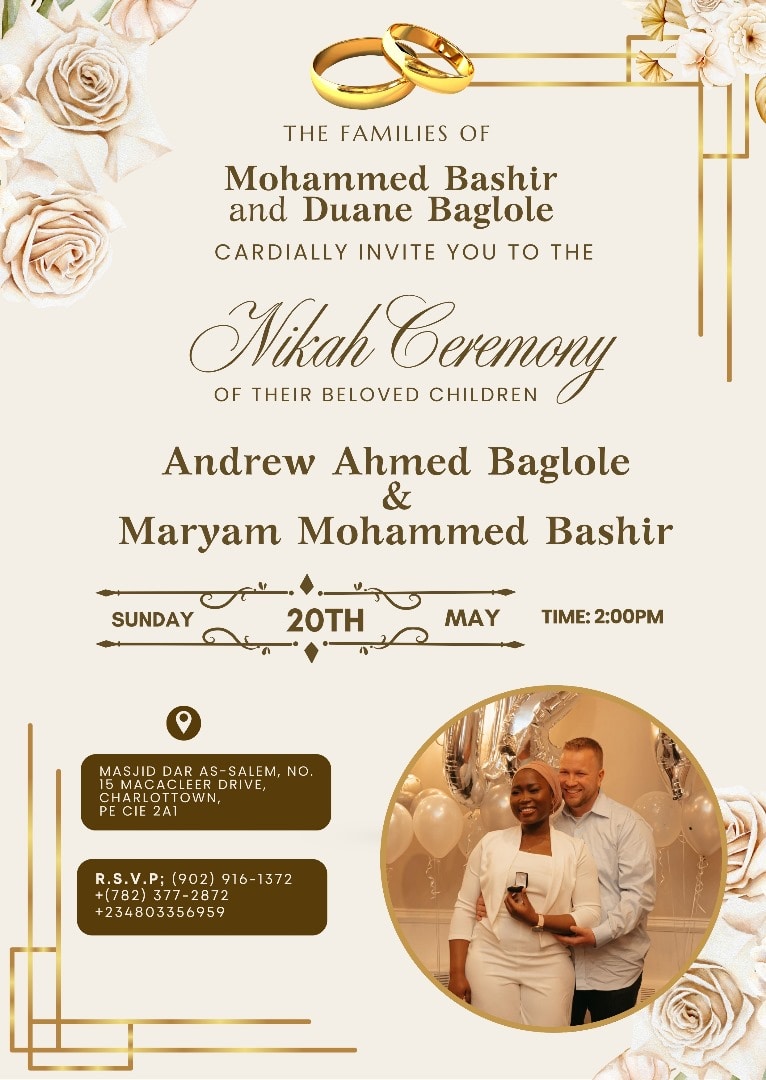 THE FAMILIES OF
Mohammed Bashir
and Duane Baglole
CARDIALLY INVITE YOU TO THE
Nikah Ceremony
OF THEIR BELOVED CHILDREN
Andrew Ahmed Baglole
&
Maryam Mohammed Bashir
SUNDAY 20TH MAY TIME: 2:00PM
MASJID DAR AS-SALEM, NO.
15 MACACLEER DRIVE,
CHARLOTTOWN,
PE CIE 2A1
R.S.V.P; (902) 916-1372
+(782) 377-2872
+234803356959